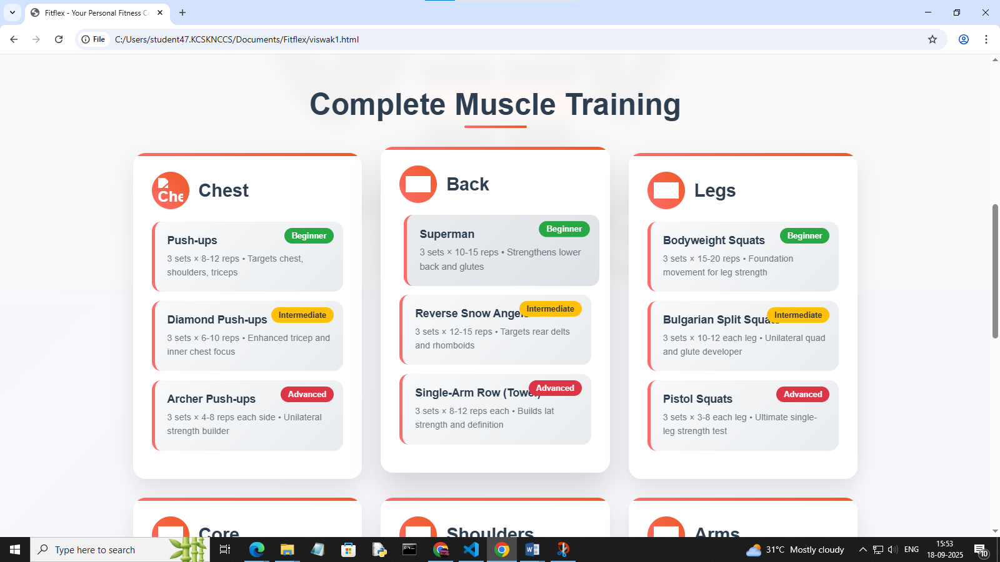 Fitflex - Your Personal Fitness C
File
C:/Users/student47.KCSKNCCS/Documents/Fitflex/viswak1.html
Complete Muscle Training
Chest
Push-ups
Beginner
3 sets × 8-12 reps • Targets chest,
shoulders, triceps
Diamond Push-ups
Intermediate
3 sets × 6-10 reps • Enhanced tricep and
inner chest focus
Archer Push-ups
Advanced
3 sets × 4-8 reps each side • Unilateral
strength builder
Back
Superman
Beginner
3 sets × 10-15 reps • Strengthens lower
back and glutes
Reverse Snow Angels
Intermediate
3 sets × 12-15 reps • Targets rear delts
and rhomboids
Single-Arm Row (Towel)
Advanced
3 sets × 8-12 reps each • Builds lat
strength and definition
Legs
Bodyweight Squats
Beginner
3 sets × 15-20 reps • Foundation
movement for leg strength
Bulgarian Split Squats
Intermediate
3 sets × 10-12 each leg • Unilateral quad
and glute developer
Pistol Squats
Advanced
3 sets × 3-8 each leg • Ultimate single-
leg strength test
Core
Shoulders
Arms
Type here to search
31°C Mostly cloudy
ENG
15:53
18-09-2025
10